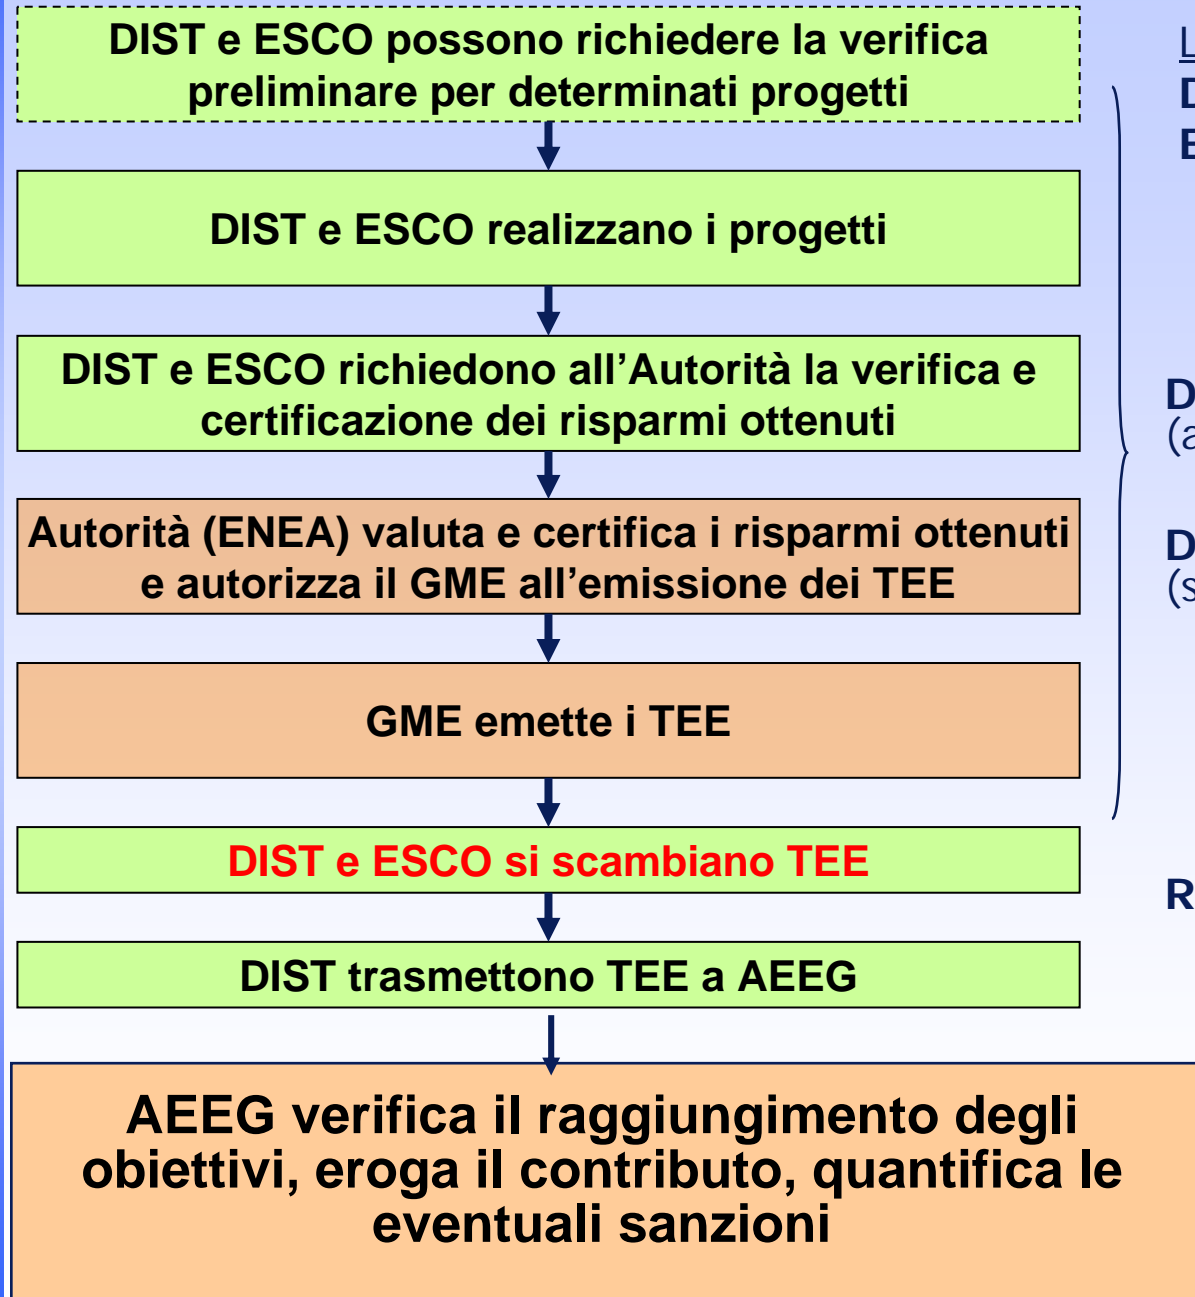 DIST e ESCO possono richiedere la verifica
preliminare per determinati progetti
DIST e ESCO realizzano i progetti
DIST e ESCO richiedono all’Autorità la verifica e
certificazione dei risparmi ottenuti
Autorità (ENEA) valuta e certifica i risparmi ottenuti
e autorizza il GME all’emissione dei TEE
GME emette i TEE
DIST e ESCO si scambiano TEE
DIST trasmettono TEE a AEEG
AEEG verifica il raggiungimento degli
obiettivi, eroga il contributo, quantifica le
eventuali sanzioni